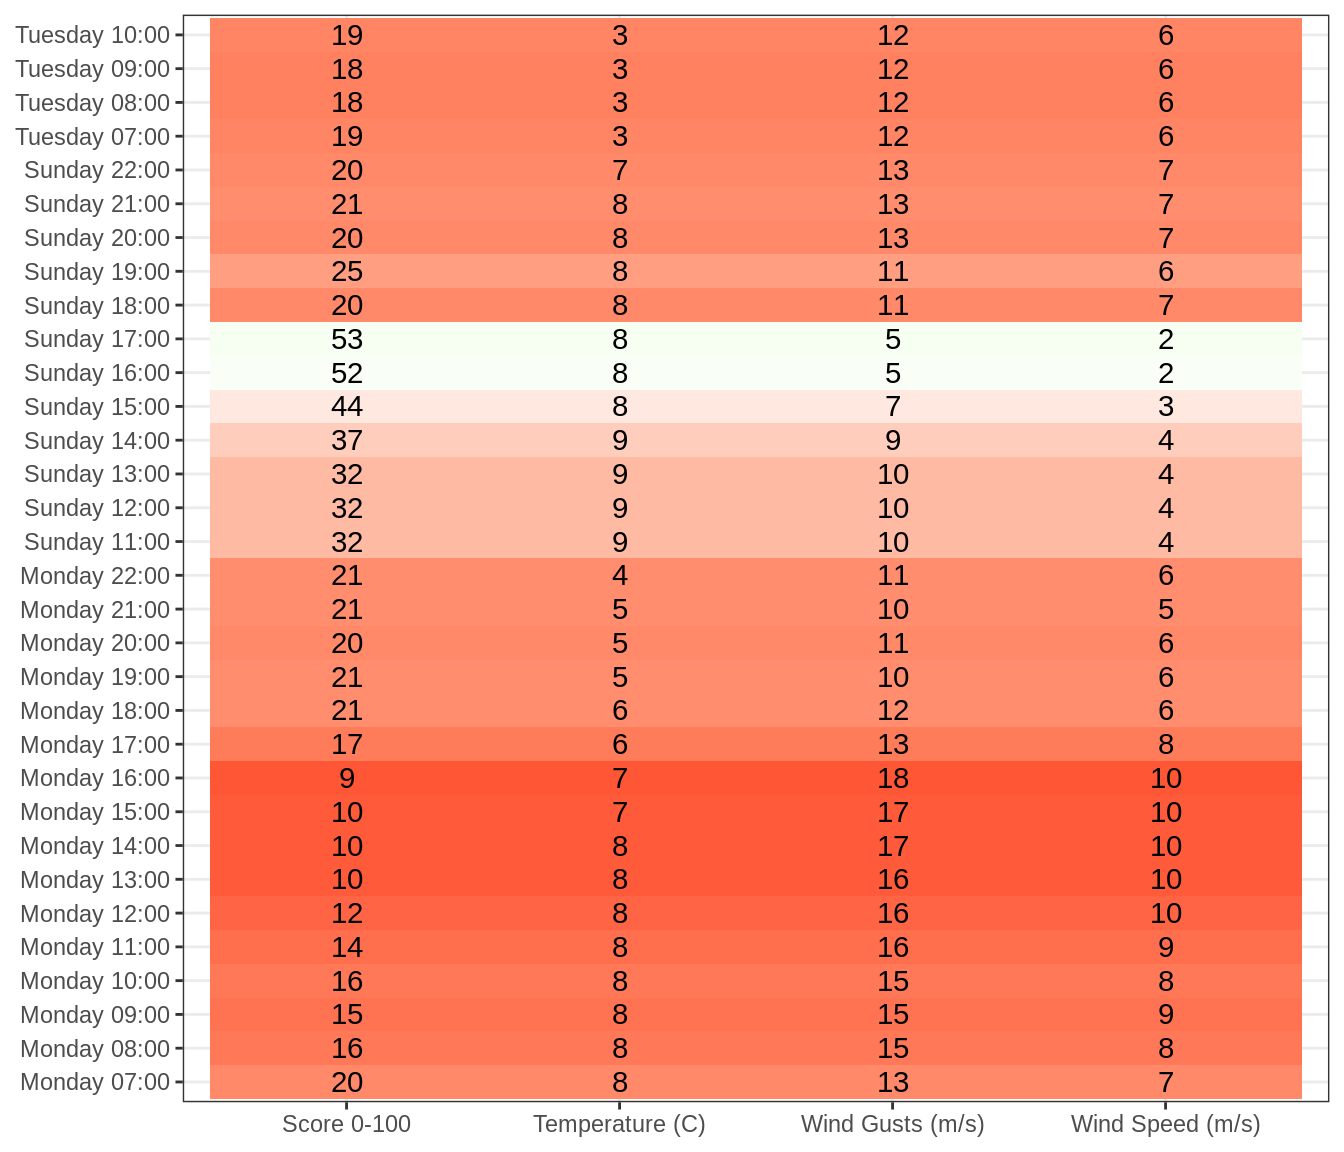 Tuesday 10:00 19 3 12 6
Tuesday 09:00 18 3 12 6
Tuesday 08:00 18 3 12 6
Tuesday 07:00 19 3 12 6
Sunday 22:00 20 7 13 7
Sunday 21:00 21 8 13 7
Sunday 20:00 20 8 13 7
Sunday 19:00 25 8 11 6
Sunday 18:00 20 8 11 7
Sunday 17:00 53 8 5 2
Sunday 16:00 52 8 5 2
Sunday 15:00 44 8 7 3
Sunday 14:00 37 9 9 4
Sunday 13:00 32 9 10 4
Sunday 12:00 32 9 10 4
Sunday 11:00 32 9 10 4
Monday 22:00 21 4 11 6
Monday 21:00 21 5 10 5
Monday 20:00 20 5 11 6
Monday 19:00 21 5 10 6
Monday 18:00 21 6 12 6
Monday 17:00 17 6 13 8
Monday 16:00 9 7 18 10
Monday 15:00 10 7 17 10
Monday 14:00 10 8 17 10
Monday 13:00 10 8 16 10
Monday 12:00 12 8 16 10
Monday 11:00 14 8 16 9
Monday 10:00 16 8 15 8
Monday 09:00 15 8 15 9
Monday 08:00 16 8 15 8
Monday 07:00 20 8 13 7
Score 0-100 Temperature (C) Wind Gusts (m/s) Wind Speed (m/s)